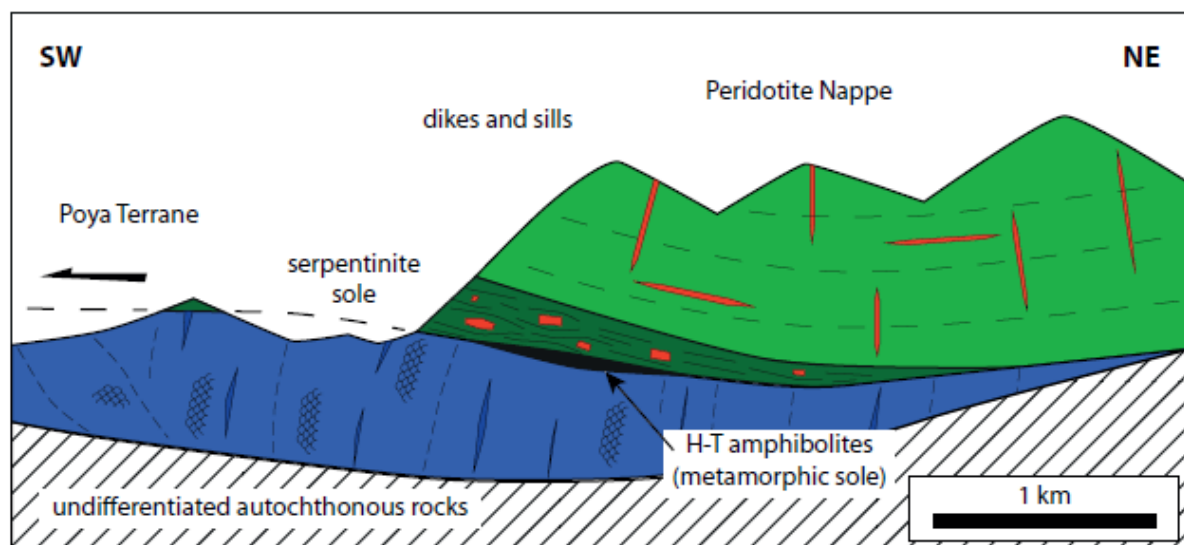 SW
NE
Peridotite Nappe
dikes and sills
Poya Terrane
serpentinite
sole
H-T amphibolites
(metamorphic sole)
undifferentiated autochthonous rocks
1 km